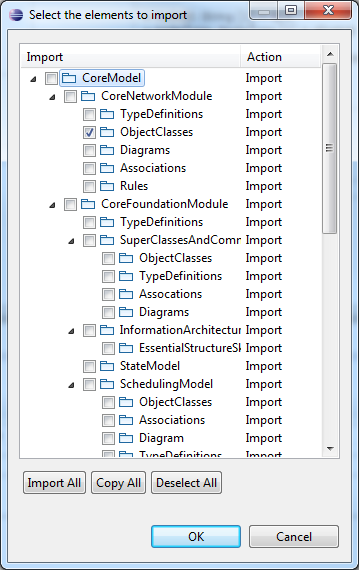 Select the elements to import
Import Action
CoreModel Import
CoreNetworkModule Import
TypeDefinitions Import
ObjectClasses Import
Diagrams Import
Associations Import
Rules Import
CoreFoundationModule Import
TypeDefinitions Import
SuperClassesAndComm Import
ObjectClasses Import
TypeDefinitions Import
Assocations Import
Diagrams Import
InformationArchitectur Import
EssentialStructureSk Import
StateModel Import
SchedulingModel Import
ObjectClasses Import
Associations Import
Diagram Import
TypeDefinitions Import
Import All Copy All Deselect All
OK Cancel